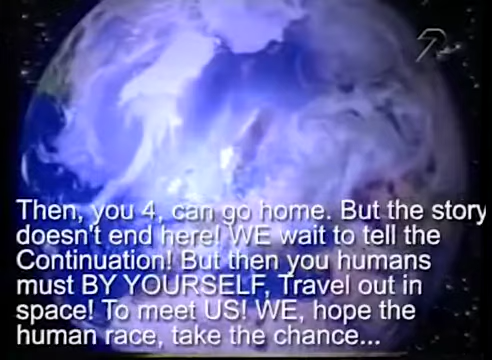 Then, you 4, can go home. But the story
doesn't end here! WE wait to tell the
Continuation! But then you humans
must BY YOURSELF, Travel out in
space! To meet US! WE, hope the
human race, take the chance...